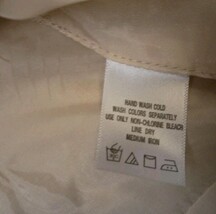 HAND WASH COLD
WASH COLORS SEPARATELY
USE ONLY NON-CHLORINE BLEACH
LINE DRY
MEDIUM IRON